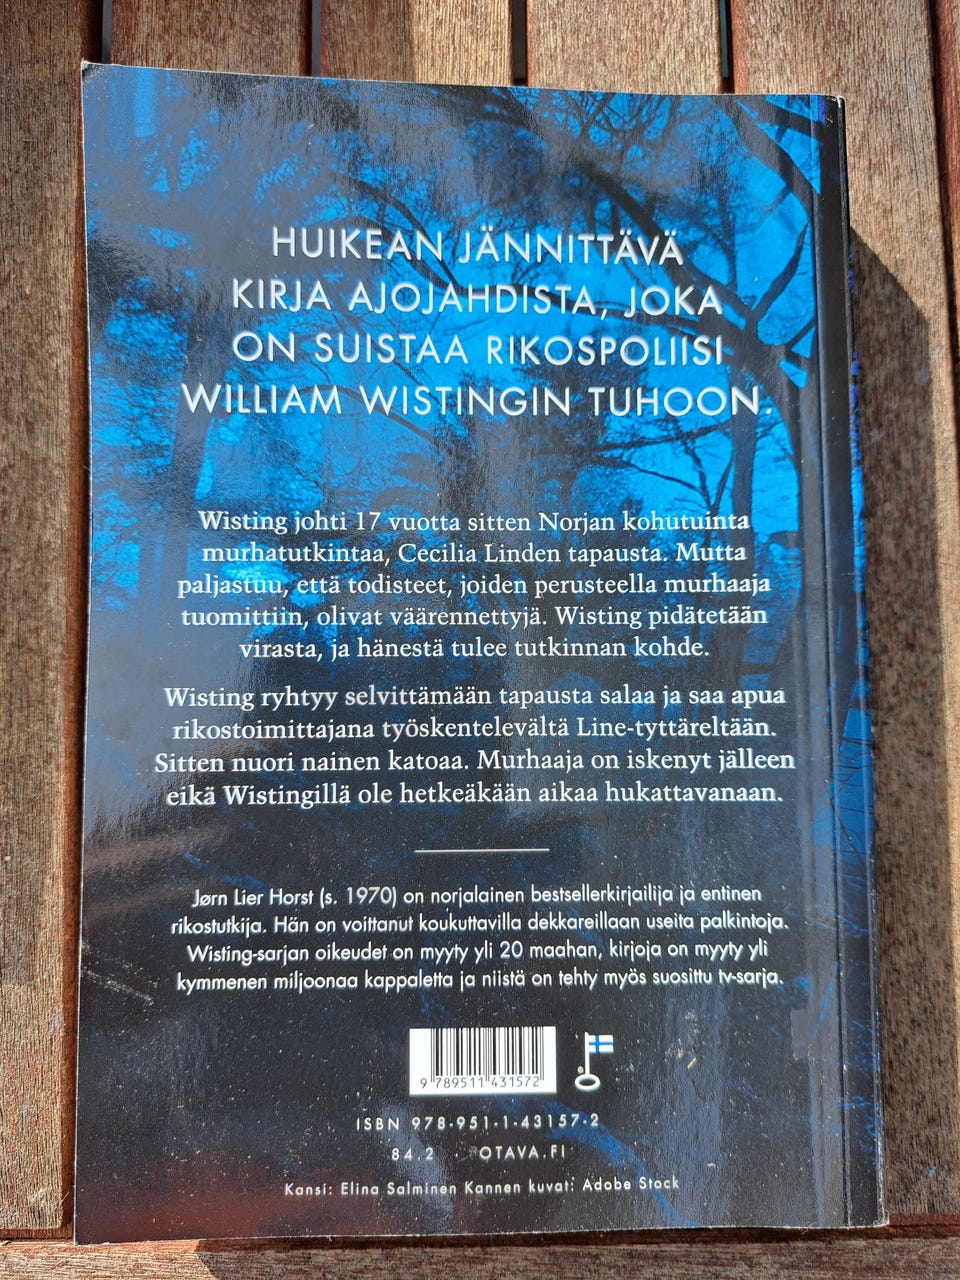 HUIKEAN JÄNNITTÄVÄ
KIRJA AJOJAHDISTA, JOKA
ON SUISTAA RIKOSPOLIISI
WILLIAM WISTINGIN TUHOON.
Wisting johti 17 vuotta sitten Norjan kohutuinta
murhatutkintaa, Cecilia Linden tapausta. Mutta
paljastuu, että todisteet, joiden perusteella murhaaja
tuomittiin, olivat väärennettyjä. Wisting pidätetään
virasta, ja hänestä tulee tutkinnan kohde.
Wisting ryhtyy selvittämään tapausta salaa ja saa apua
rikostoimittajana työskentelevältä Line-tyttäreltään.
Sitten nuori nainen katoaa. Murhaaja on iskenyt jälleen
eikä Wistingillä ole hetkeäkään aikaa hukattavanaan.
Jørn Lier Horst (s. 1970) on norjalainen bestsellerkirjailija ja entinen
rikostutkija. Hän on voittanut koukuttavilla dekkareillaan useita palkintoja.
Wisting-sarjan oikeudet on myyty yli 20 maahan, kirjoja on myyty yli
kymmenen miljoonaa kappaletta ja niistä on tehty myös suosittu tv-sarja.
9 789511 431572
ISBN 978-951-1-43157-2
84.2 · OTAVA.FI
Kansi: Elina Salminen Kannen kuvat: Adobe Stock